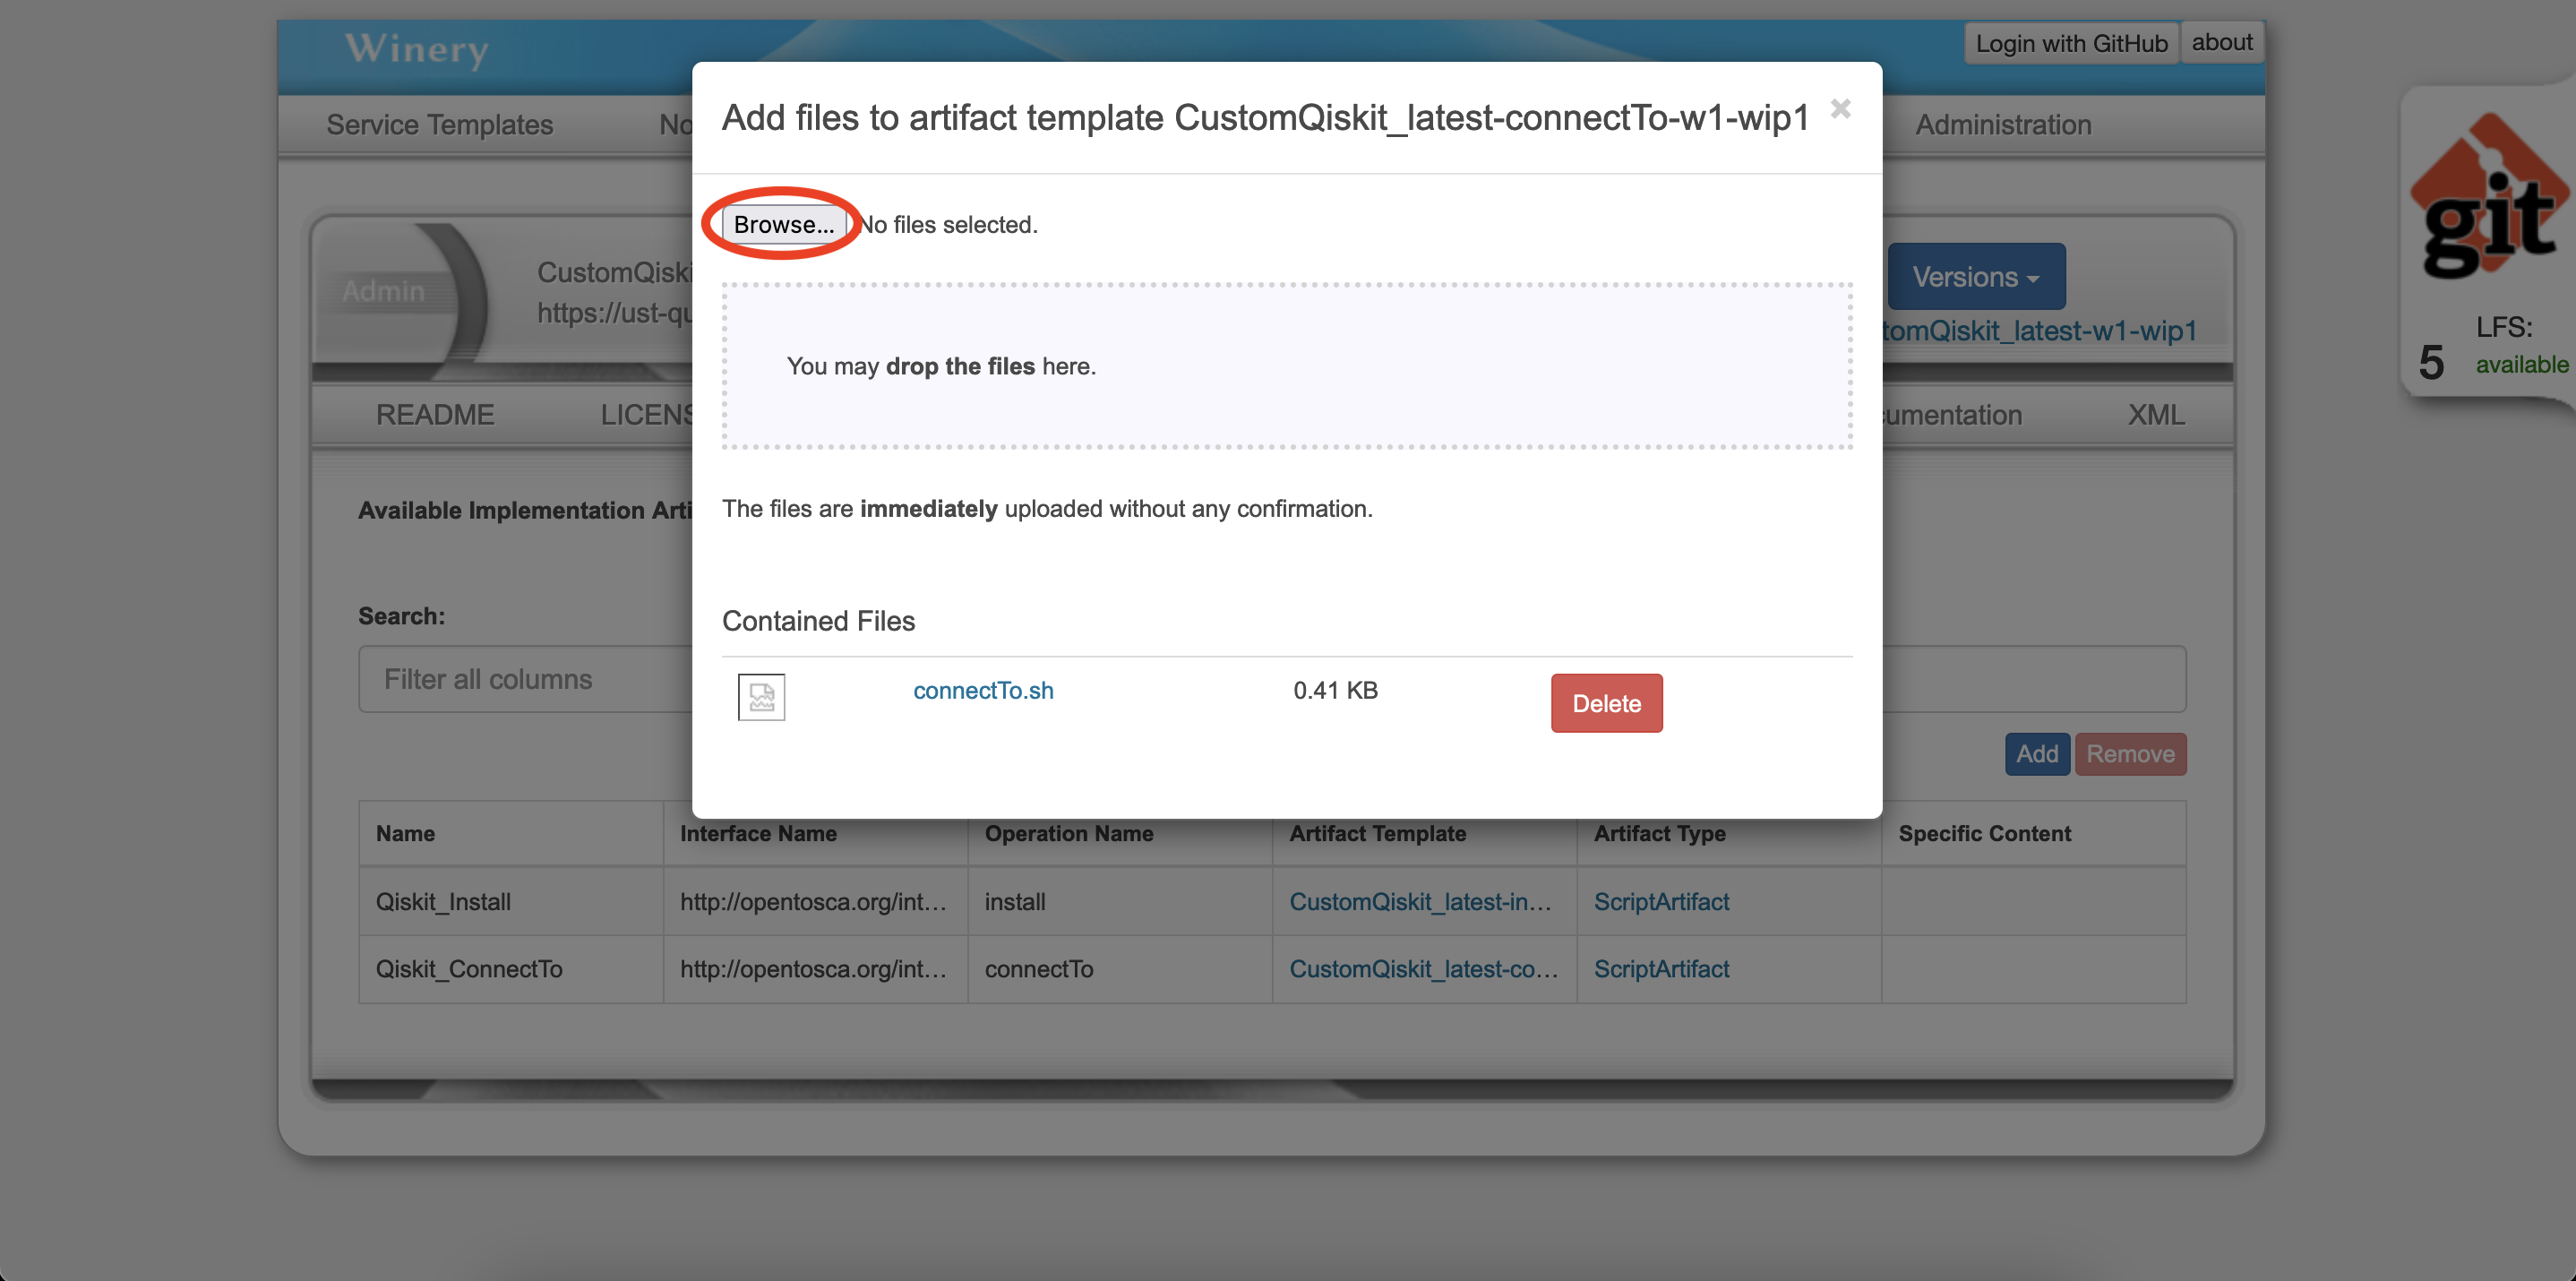 Winery
Login with GitHub
about
Service Templates
No
Administration
Add files to artifact template CustomQiskit_latest-connectTo-w1-wip1
×
Browse...
No files selected.
git
Admin
CustomQiski
https://ust-qu
Versions
tomQiskit_latest-w1-wip1
LFS:
5
available
You may drop the files here.
README
LICENS
umentation
XML
The files are immediately uploaded without any confirmation.
Available Implementation Arti
Search:
Filter all columns
Contained Files
connectTo.sh
0.41 KB
Delete
Add
Remove
Name
Interface Name
Operation Name
Artifact Template
Artifact Type
Specific Content
Qiskit_Install
http://opentosca.org/int...
install
CustomQiskit_latest-in...
ScriptArtifact
Qiskit_ConnectTo
http://opentosca.org/int...
connectTo
CustomQiskit_latest-co...
ScriptArtifact